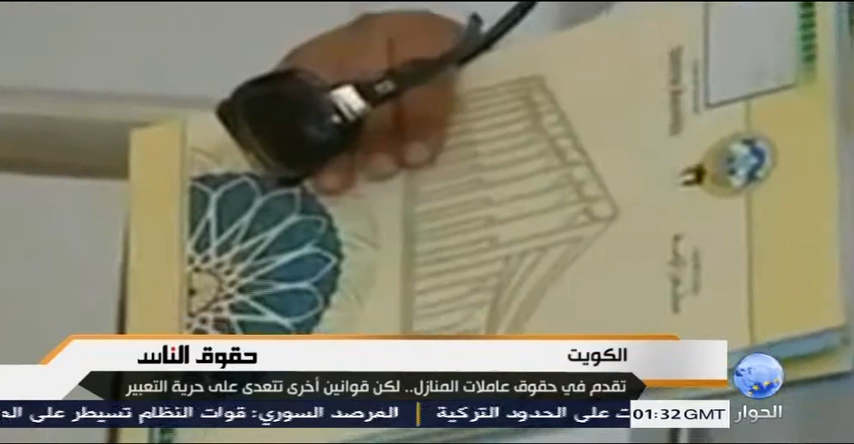 الكويت
حقوق الناس
تقدم في حقوق عاملات المنازل.. لكن قوانين أخرى تتعدى على حرية التعبير
01:32 GMT
ت على الحدود التركية | المرصد السوري: قوات النظام تسيطر على
الحوار